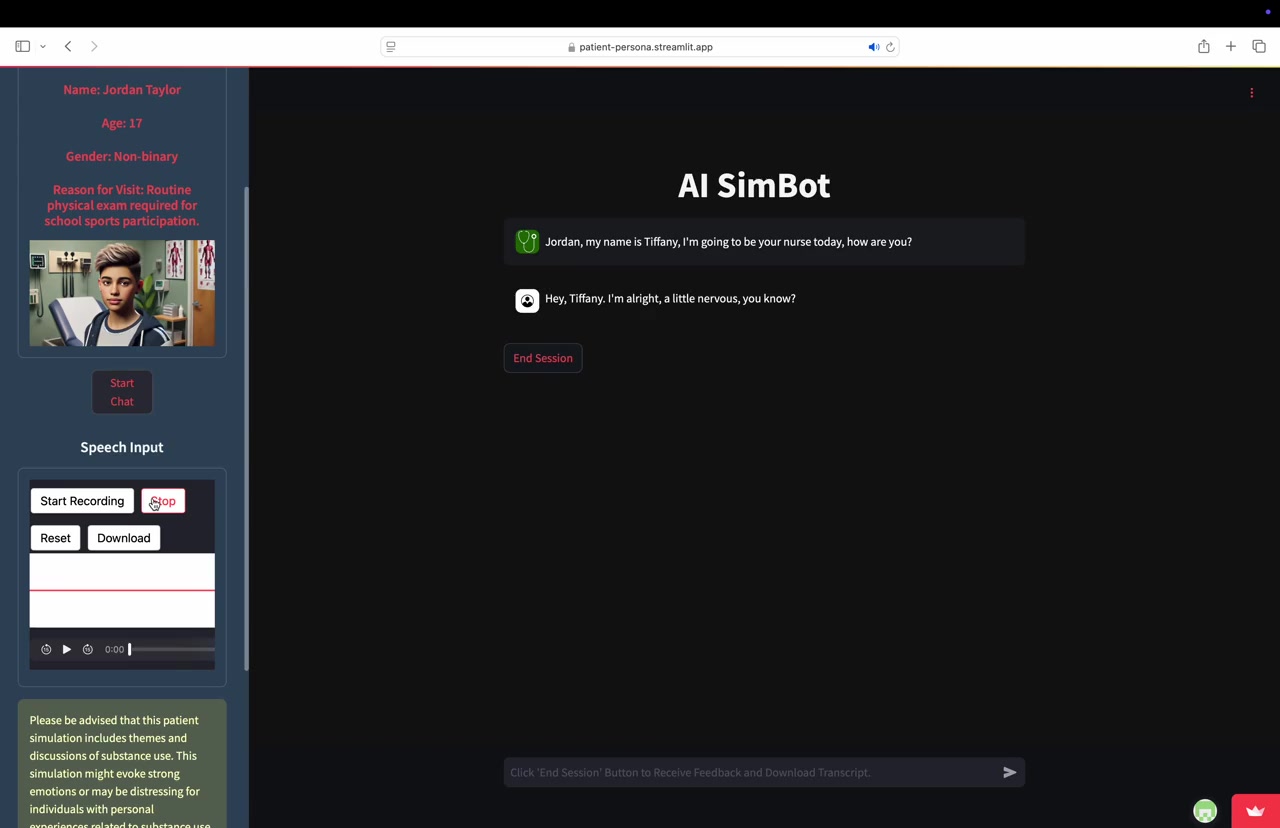 patient-persona.streamlit.app
Name: Jordan Taylor
Age: 17
Gender: Non-binary
Reason for Visit: Routine
physical exam required for
school sports participation.
Start
Chat
Speech Input
Start Recording
Stop
Reset
Download
0:00
Please be advised that this patient
simulation includes themes and
discussions of substance use. This
simulation might evoke strong
emotions or may be distressing for
individuals with personal
experiences related to substance use
AI SimBot
Jordan, my name is Tiffany, I'm going to be your nurse today, how are you?
Hey, Tiffany. I'm alright, a little nervous, you know?
End Session
Click 'End Session' Button to Receive Feedback and Download Transcript.